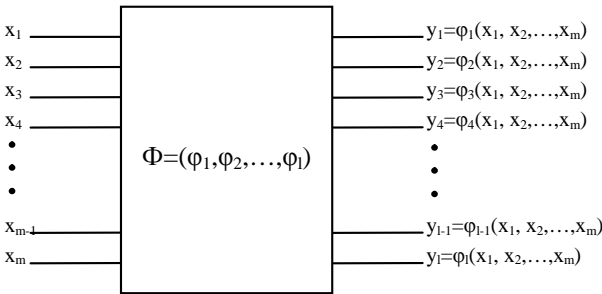 x₁ y₁=φ₁(x₁, x₂,…,xₘ)
x₂ y₂=φ₂(x₁, x₂,…,xₘ)
x₃ y₃=φ₃(x₁, x₂,…,xₘ)
x₄ y₄=φ₄(x₁, x₂,…,xₘ)
Φ=(φ₁,φ₂,…,φₗ)
xₘ₋₁ yₗ₋₁=φₗ₋₁(x₁, x₂,…,xₘ)
xₘ yₗ=φₗ(x₁, x₂,…,xₘ)